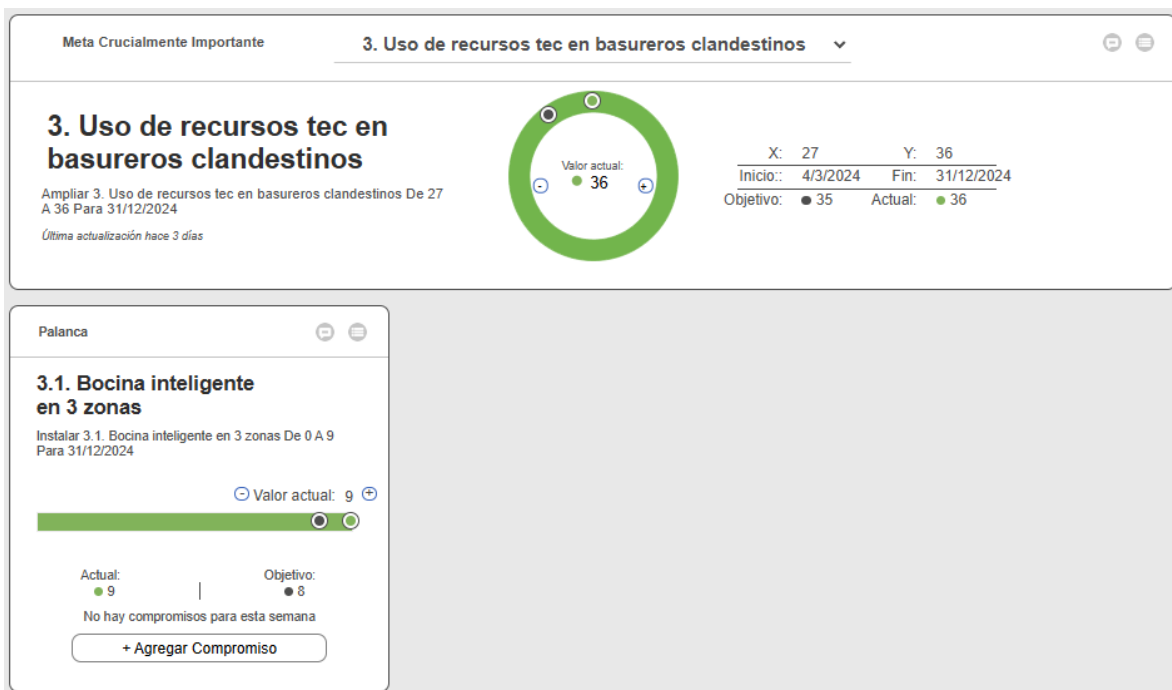 Meta Crucialmente Importante
3. Uso de recursos tec en basureros clandestinos
3. Uso de recursos tec en
basureros clandestinos
Ampliar 3. Uso de recursos tec en basureros clandestinos De 27
A 36 Para 31/12/2024
Última actualización hace 3 días
Valor actual:
36
X: 27 Y: 36
Inicio:: 4/3/2024 Fin: 31/12/2024
Objetivo: 35 Actual: 36
Palanca
3.1. Bocina inteligente
en 3 zonas
Instalar 3.1. Bocina inteligente en 3 zonas De 0 A 9
Para 31/12/2024
Valor actual: 9
Actual: Objetivo:
9 8
No hay compromisos para esta semana
+ Agregar Compromiso